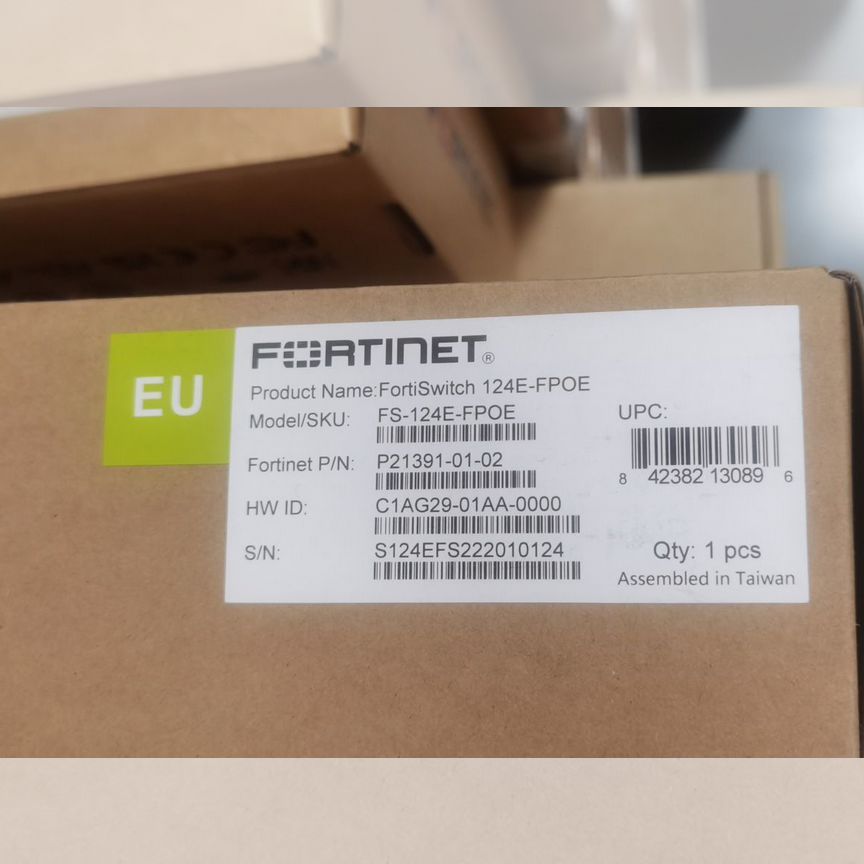 EU
FORTINET®
Product Name:FortiSwitch 124E-FPOE
Model/SKU: FS-124E-FPOE
UPC:
8 42382 13089 6
Fortinet P/N: P21391-01-02
HW ID: C1AG29-01AA-0000
S/N: S124EFS222010124
Qty: 1 pcs
Assembled in Taiwan